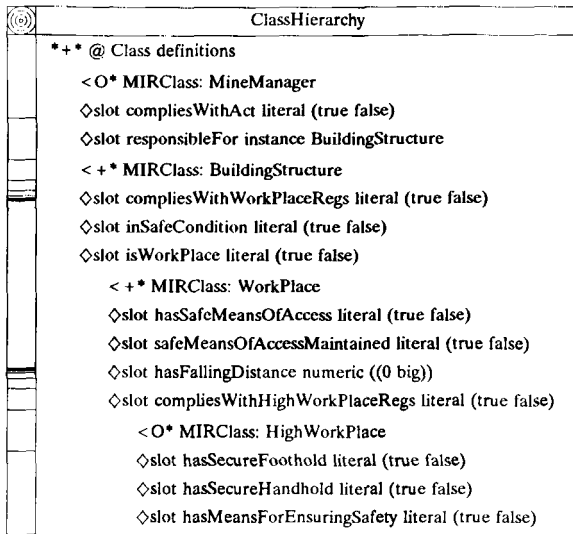 ClassHierarchy
*+* @ Class definitions
<O* MIRClass: MineManager
◇slot compliesWithAct literal (true false)
◇slot responsibleFor instance BuildingStructure
< +* MIRClass: BuildingStructure
◇slot compliesWithWorkPlaceRegs literal (true false)
◇slot inSafeCondition literal (true false)
◇slot isWorkPlace literal (true false)
< +* MIRClass: WorkPlace
◇slot hasSafeMeansOfAccess literal (true false)
◇slot safeMeansOfAccessMaintained literal (true false)
◇slot hasFallingDistance numeric ((0 big))
◇slot compliesWithHighWorkPlaceRegs literal (true false)
<O* MIRClass: HighWorkPlace
◇slot hasSecureFoothold literal (true false)
◇slot hasSecureHandhold literal (true false)
◇slot hasMeansForEnsuringSafety literal (true false)